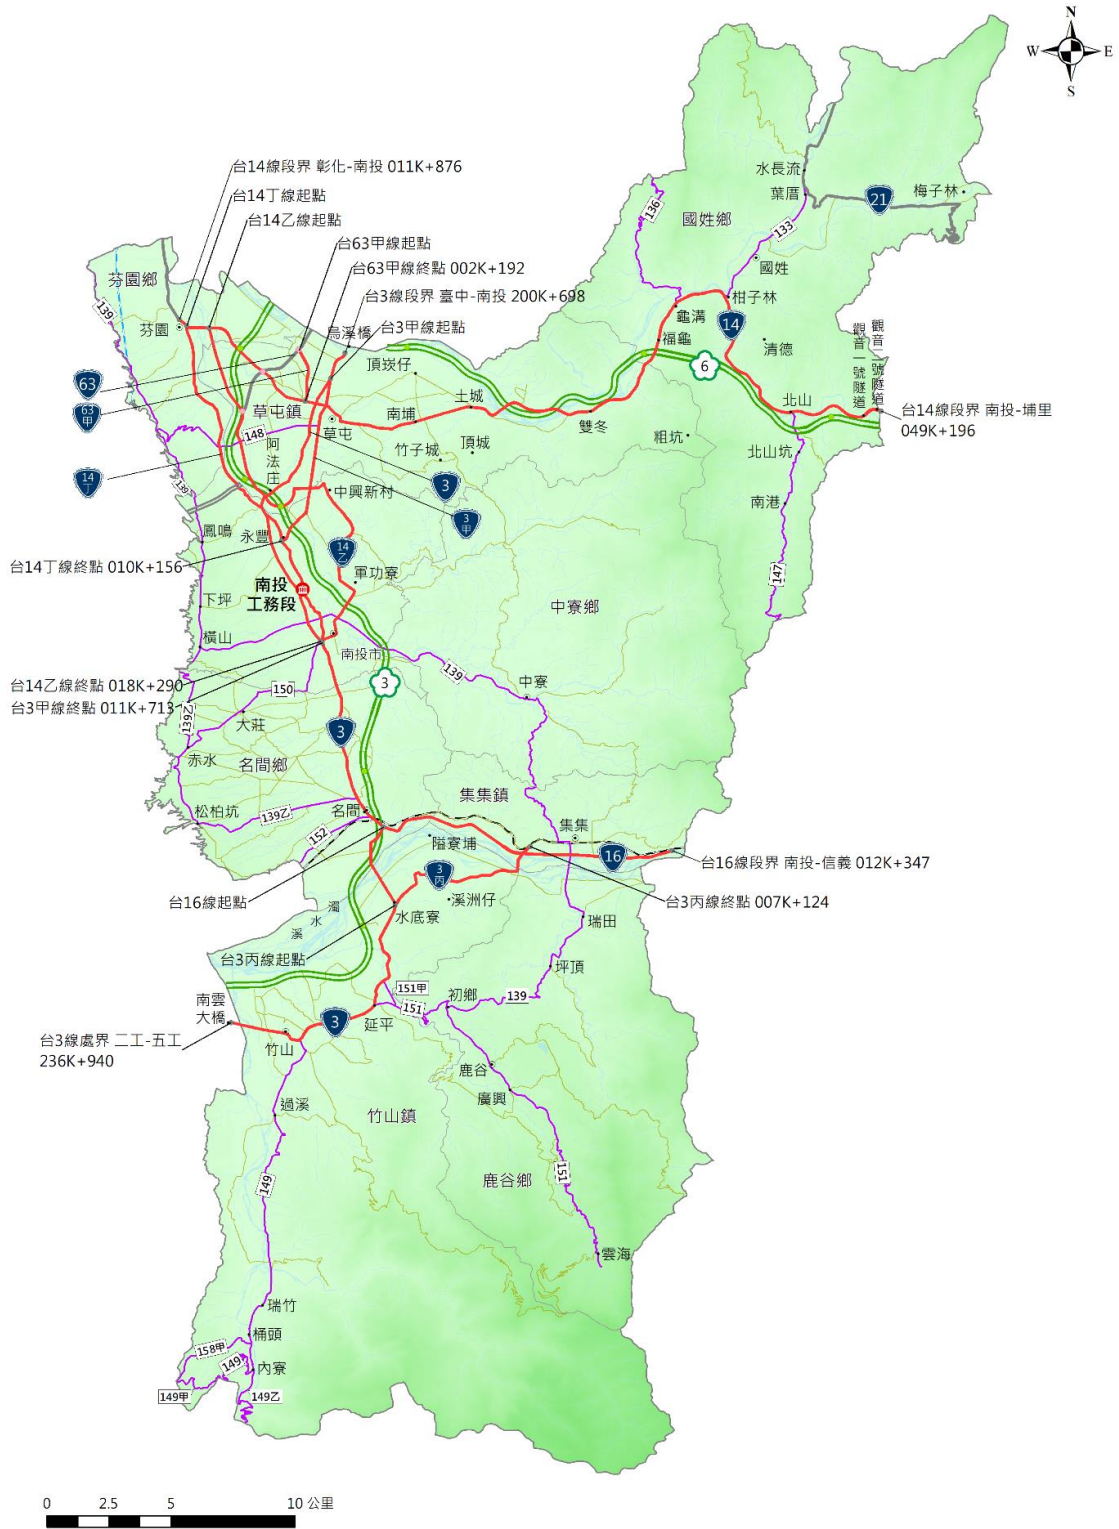 N
W
E
S
台14線段界 彰化-南投 011K+876
台14丁線起點
台14乙線起點
台63甲線起點
台63甲線終點 002K+192
台3線段界 臺中-南投 200K+698
台3甲線起點
烏溪橋
水長流
葉厝
梅子林
21
136
國姓鄉
133
國姓
芬園鄉
139
芬園
柑子林
龜溝
14
福龜
清德
觀音一號隧道
觀音一號隧道
6
頂崁仔
63
63甲
草屯鎮
土城
南埔
草屯
雙冬
北山
台14線段界 南投-埔里
049K+196
148
阿法庄
竹子城
頂城
粗坑
北山坑
14丁
139
中興新村
3
3甲
南港
鳳鳴
永豐
14乙
台14丁線終點 010K+156
軍功寮
147
南投
工務段
下坪
中寮鄉
橫山
南投市
139
台14乙線終點 018K+290
3
中寮
150
台3甲線終點 011K+713
139乙
大莊
3
赤水
名間鄉
集集鎮
松柏坑
139乙
名間
152
集集
隘寮埔
16
台16線段界 南投-信義 012K+347
3丙
台16線起點
溪洲仔
台3丙線終點 007K+124
濁水溪
水底寮
瑞田
台3丙線起點
坪頂
151甲
初鄉
139
151
南雲
大橋
3
延平
台3線處界 二工-五工
236K+940
竹山
鹿谷
廣興
過溪
竹山鎮
151
鹿谷鄉
149
雲海
瑞竹
桶頭
158甲
149
內寮
149甲
149乙
0 2.5 5 10 公里